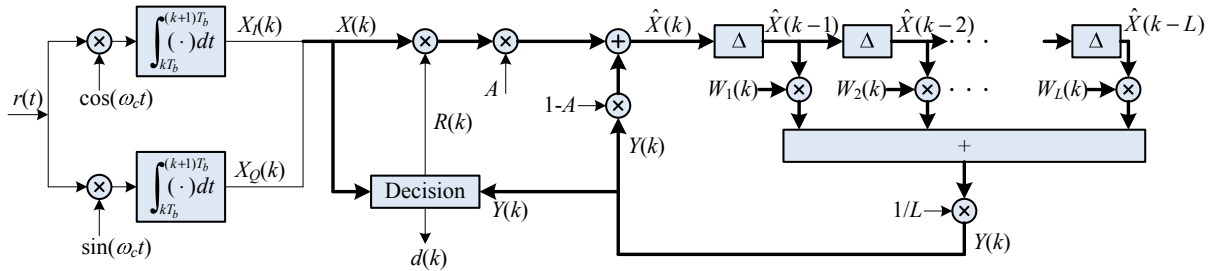 r(t)
cos(ω_c t)
∫_{kT_b}^{(k+1)T_b} (·)dt
X_I(k)
sin(ω_c t)
∫_{kT_b}^{(k+1)T_b} (·)dt
X_Q(k)
X(k)
R(k)
Decision
d(k)
A
1-A
Y(k)
Y(k)
X̂(k)
Δ
X̂(k−1)
Δ
X̂(k−2)
· · · ·
Δ
X̂(k−L)
W_1(k)
W_2(k)
· · ·
W_L(k)
+
1/L
Y(k)